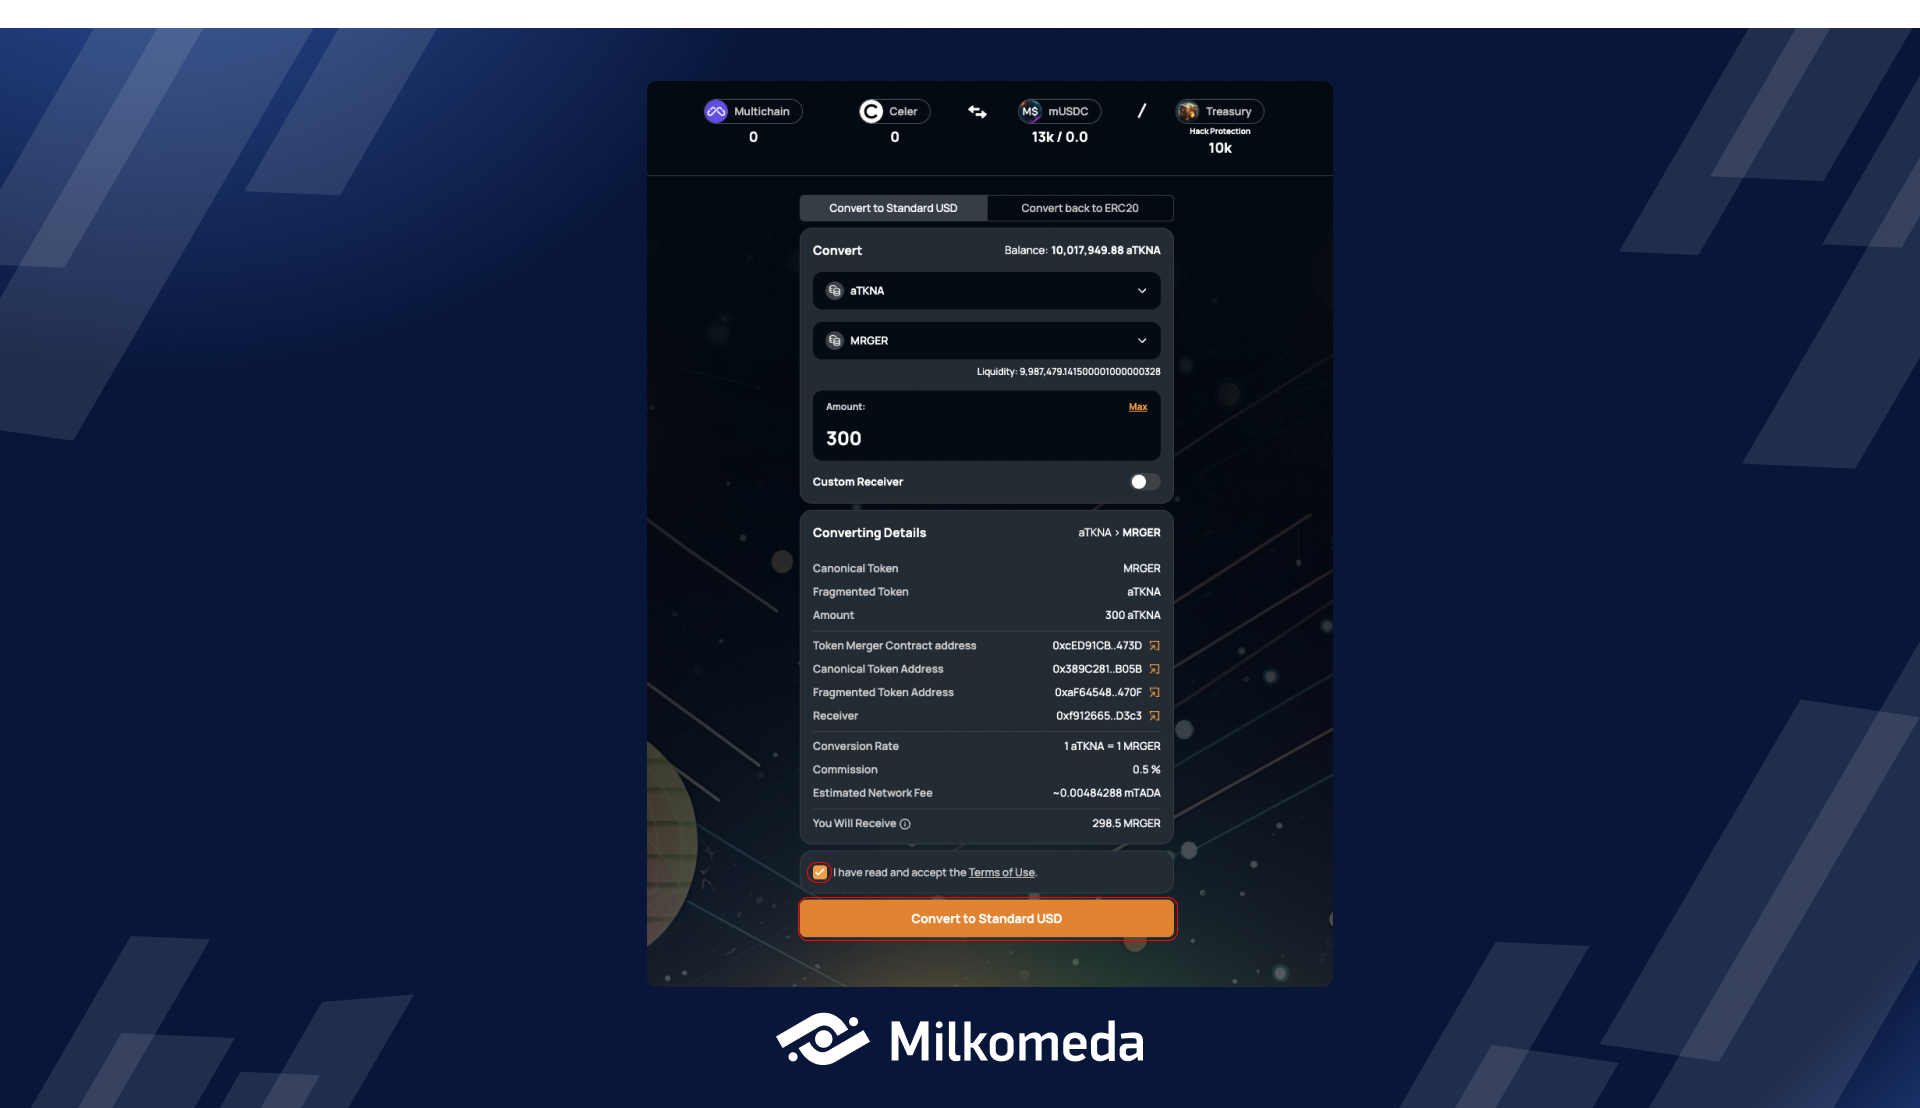 Multichain
0
C Celer
0
M$ mUSDC
13k / 0.0
/
Treasury
Hack Protection
10k
Convert to Standard USD
Convert back to ERC20
Convert
Balance: 10,017,949.88 aTKNA
aTKNA
MRGER
Liquidity: 9,987,479.141500001000000328
Amount:
Max
300
Custom Receiver
Converting Details
aTKNA > MRGER
Canonical Token
MRGER
Fragmented Token
aTKNA
Amount
300 aTKNA
Token Merger Contract address
0xcED91CB..473D
Canonical Token Address
0x389C281..B05B
Fragmented Token Address
0xaF64548..470F
Receiver
0xf912665..D3c3
Conversion Rate
1 aTKNA = 1 MRGER
Commission
0.5 %
Estimated Network Fee
~0.00484288 mTADA
You Will Receive
298.5 MRGER
I have read and accept the Terms of Use.
Convert to Standard USD
Milkomeda